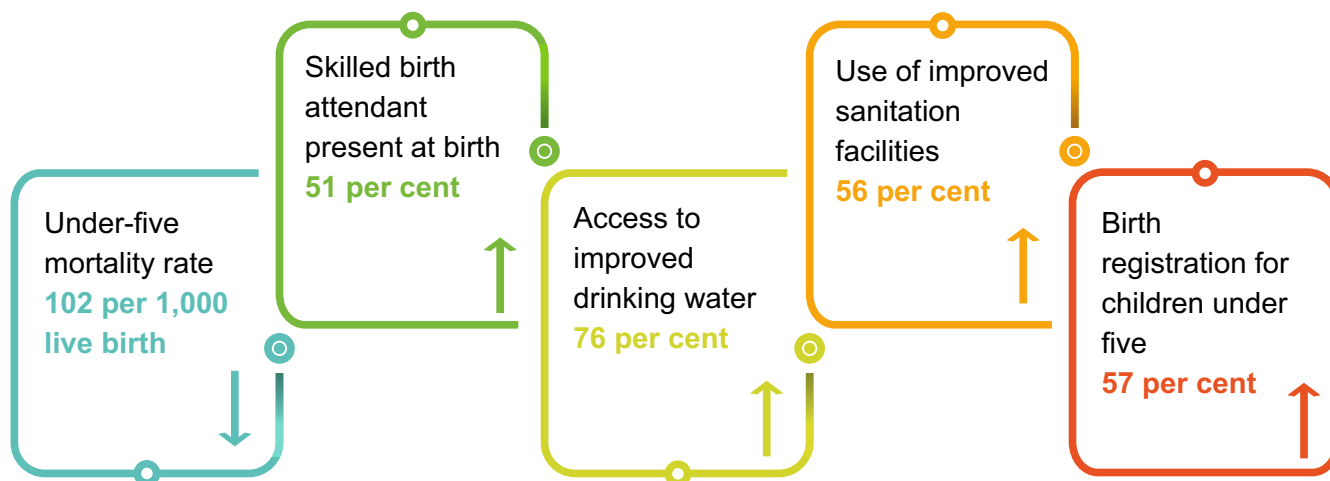 Under-five
mortality rate
102 per 1,000
live birth
Skilled birth
attendant
present at birth
51 per cent
Access to
improved
drinking water
76 per cent
Use of improved
sanitation
facilities
56 per cent
Birth
registration for
children under
five
57 per cent